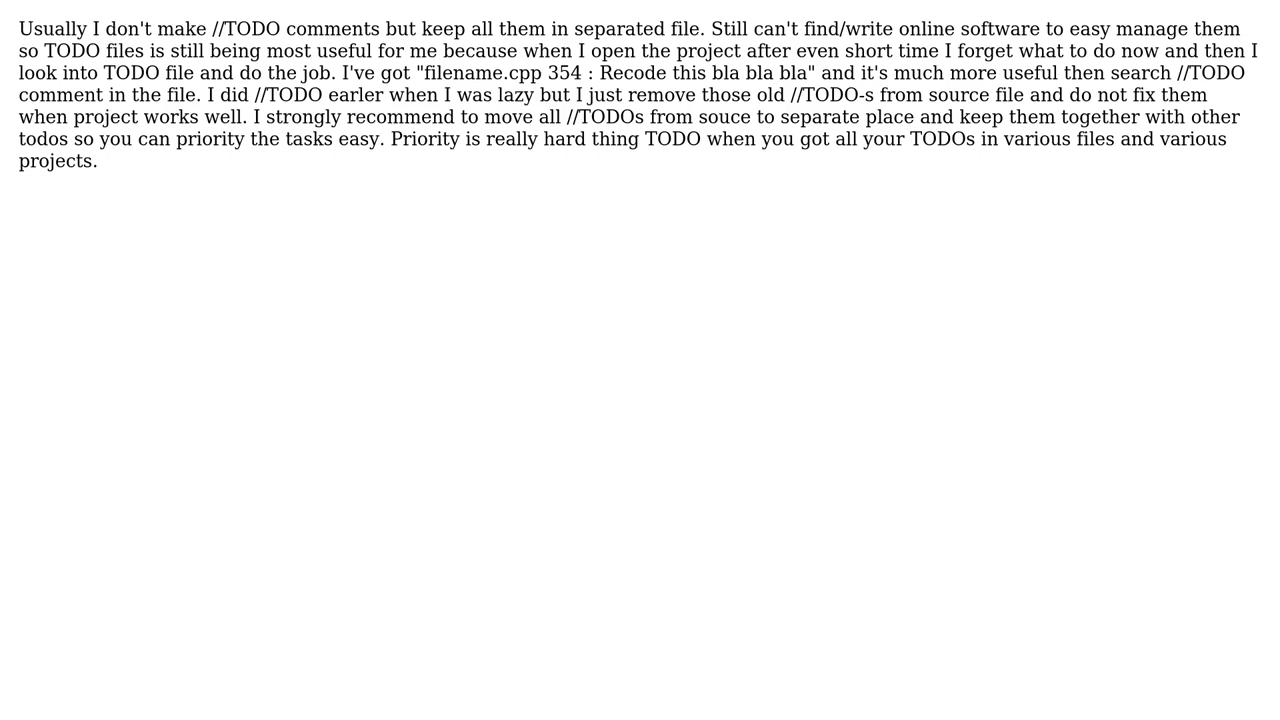 Usually I don't make //TODO comments but keep all them in separated file. Still can't find/write online software to easy manage them
so TODO files is still being most useful for me because when I open the project after even short time I forget what to do now and then I
look into TODO file and do the job. I've got "filename.cpp 354 : Recode this bla bla bla" and it's much more useful then search //TODO
comment in the file. I did //TODO earler when I was lazy but I just remove those old //TODO-s from source file and do not fix them
when project works well. I strongly recommend to move all //TODOs from souce to separate place and keep them together with other
todos so you can priority the tasks easy. Priority is really hard thing TODO when you got all your TODOs in various files and various
projects.